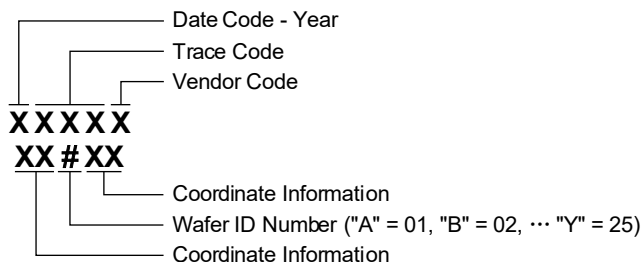 Date Code - Year
Trace Code
Vendor Code
XXXXX
XX#XX
Coordinate Information
Wafer ID Number ("A" = 01, "B" = 02, ··· "Y" = 25)
Coordinate Information